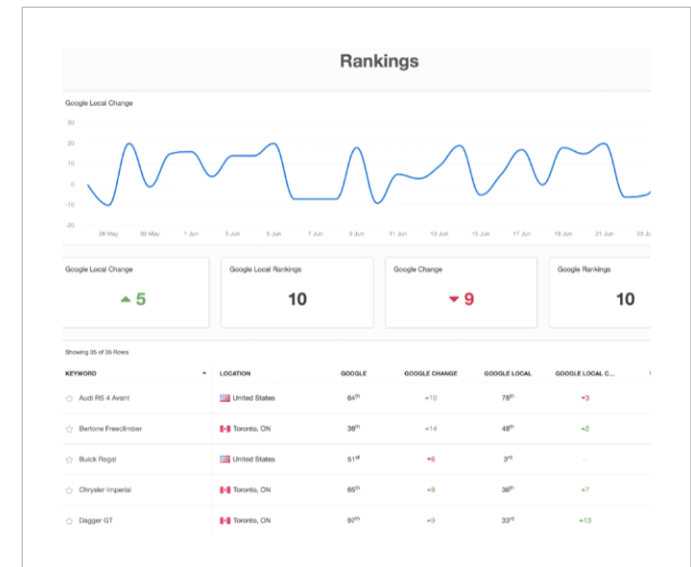 Rankings
Google Local Change
30
20
10
0
-10
-20
28 May 30 May 1 Jun 3 Jun 5 Jun 7 Jun 9 Jun 11 Jun 13 Jun 15 Jun 17 Jun 19 Jun 21 Jun 23 Ju
Google Local Change Google Local Rankings Google Change Google Rankings
5 10 9 10
Showing 35 of 35 Rows
KEYWORD LOCATION GOOGLE GOOGLE CHANGE GOOGLE LOCAL GOOGLE LOCAL C...
Audi RS 4 Avant United States 64th +10 78th 3
Bertone Freeclimber Toronto, ON 38th +14 48th +2
Buick Regal United States 51st 3rd
Chrysler Imperial Toronto, ON 65th +9 36th +7
Dagger GT Toronto, ON 97th +9 33rd +13